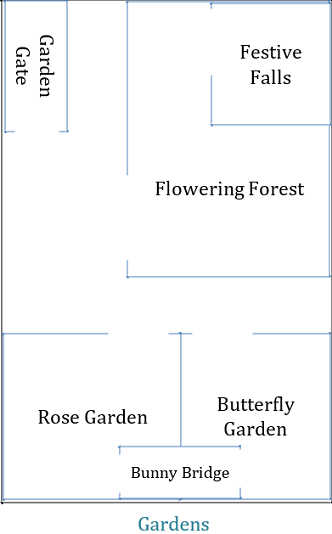 Garden
Gate
Festive
Falls
Flowering Forest
Rose Garden
Butterfly
Garden
Bunny Bridge
Gardens